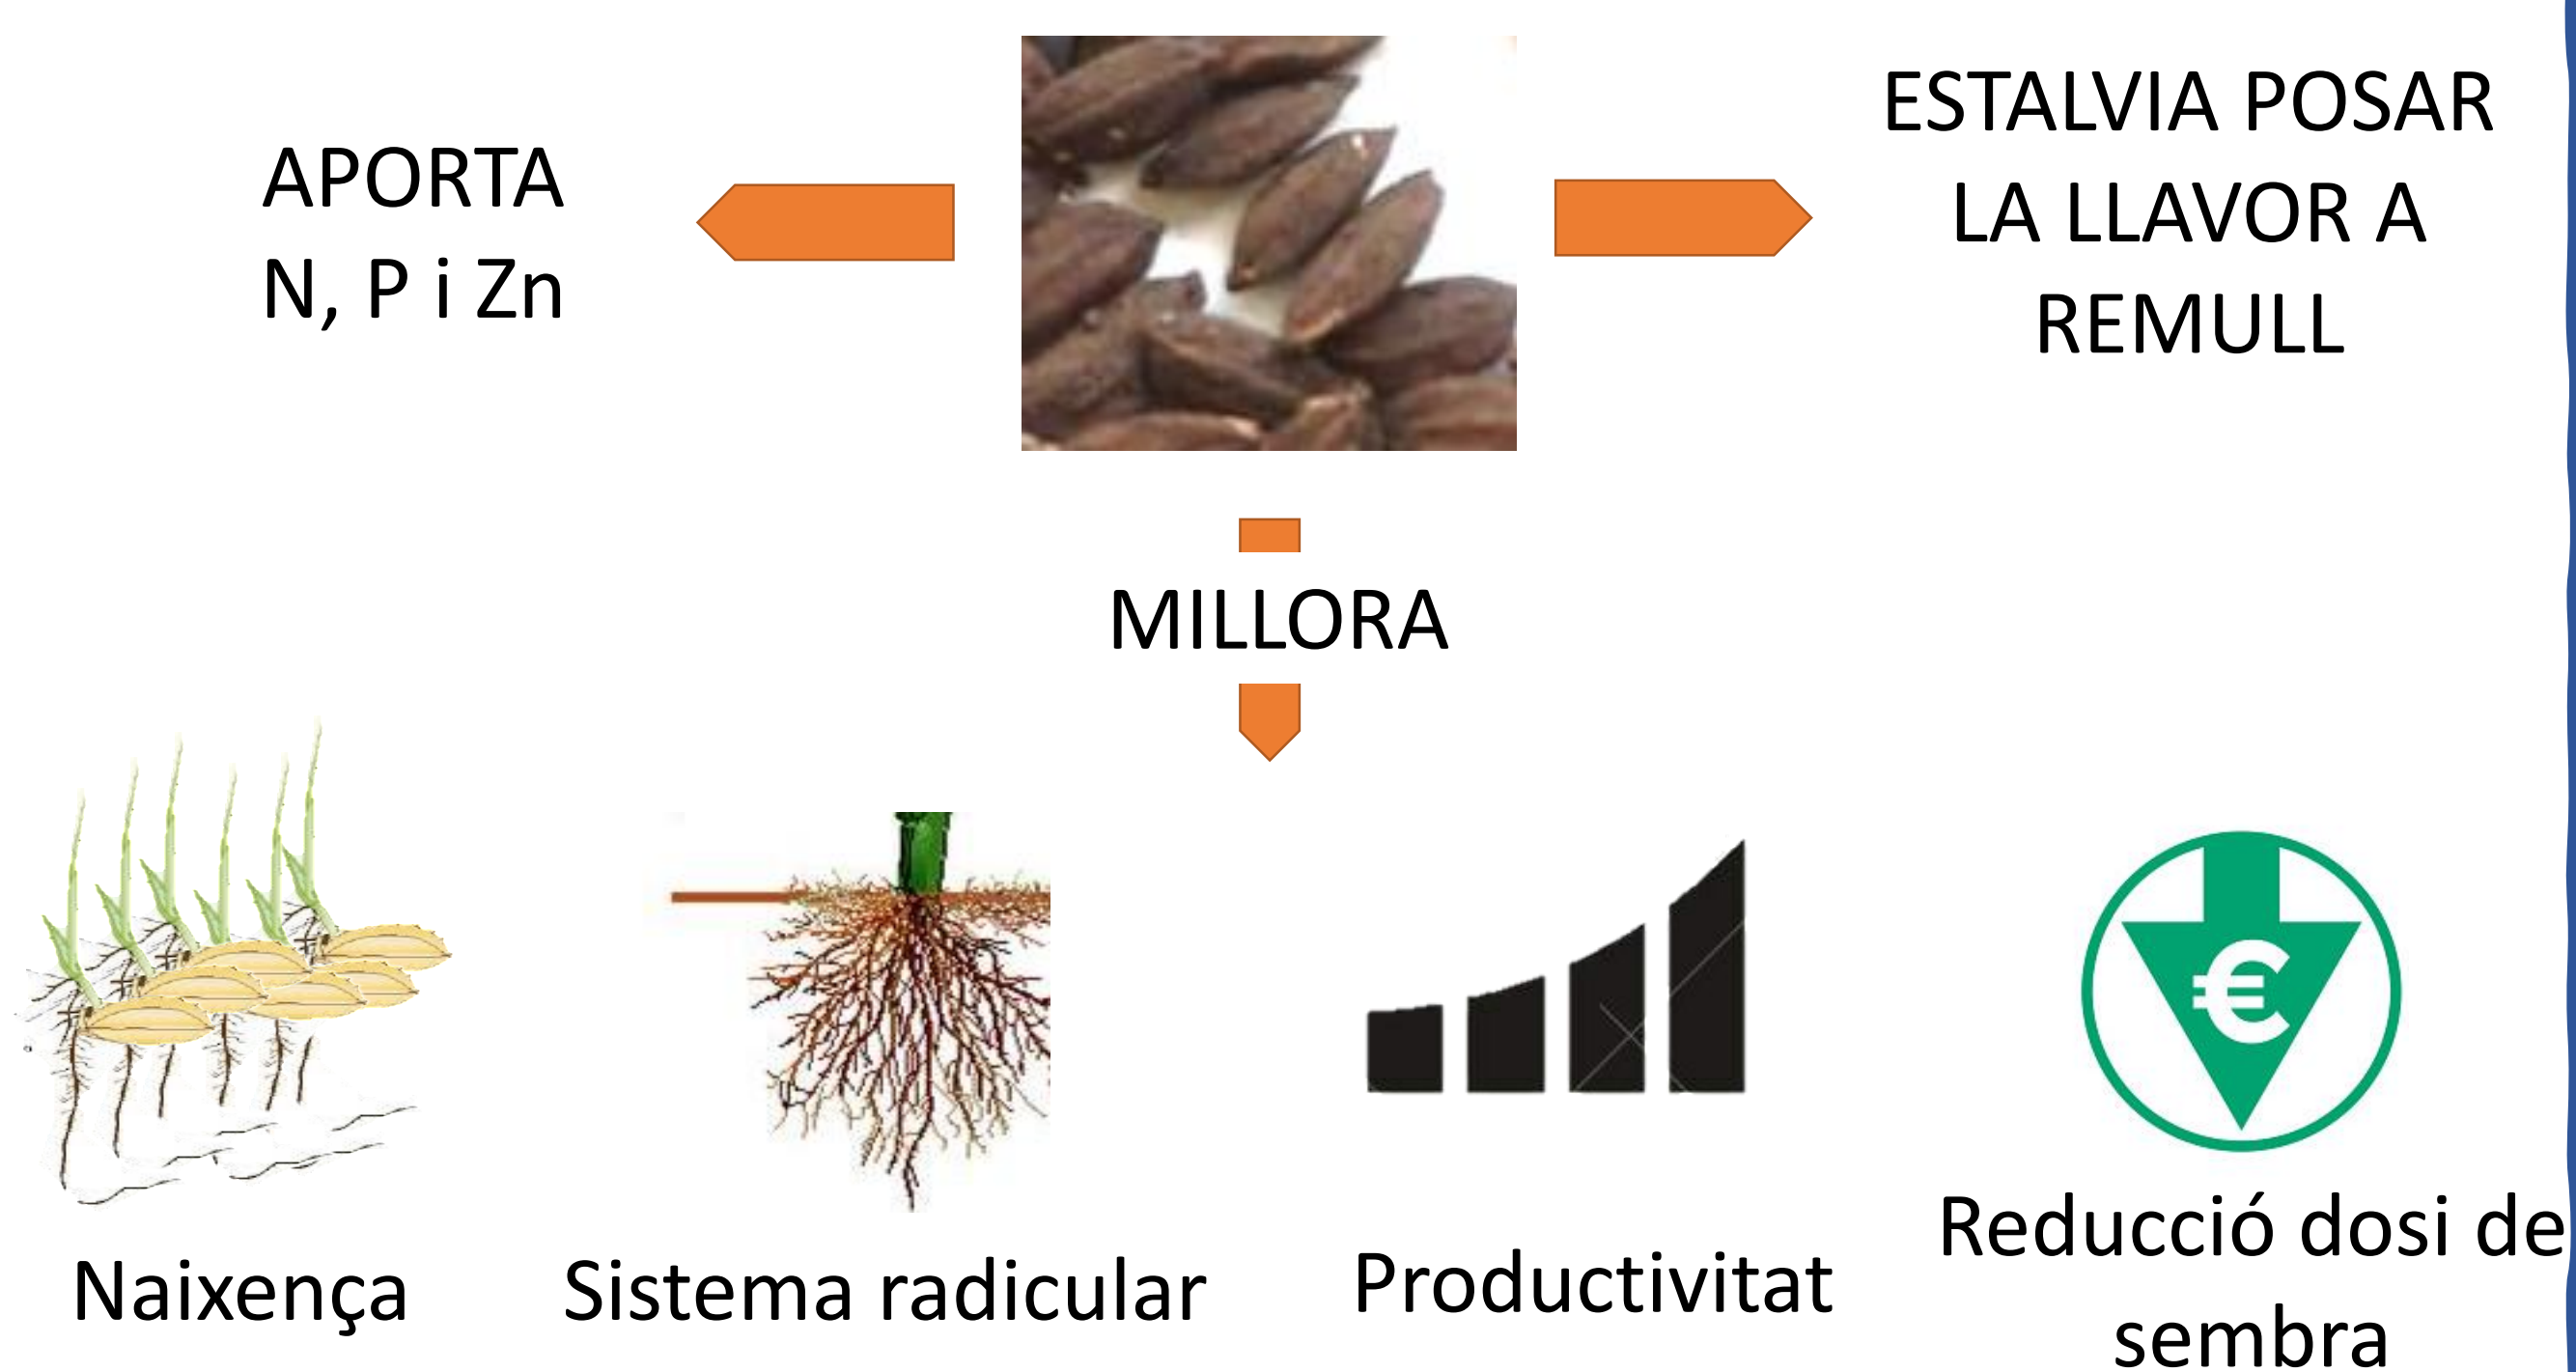 APORTA
N, P i Zn
ESTALVIA POSAR
LA LLAVOR A
REMULL
MILLORA
Naixença
Sistema radicular
Productivitat
€
Reducció dosi de
sembra